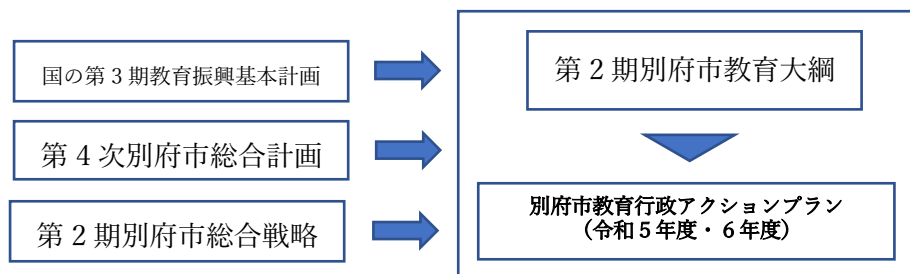 国の第３期教育振興基本計画
第４次別府市総合計画
第２期別府市総合戦略
第２期別府市教育大綱
別府市教育行政アクションプラン
（令和５年度・６年度）